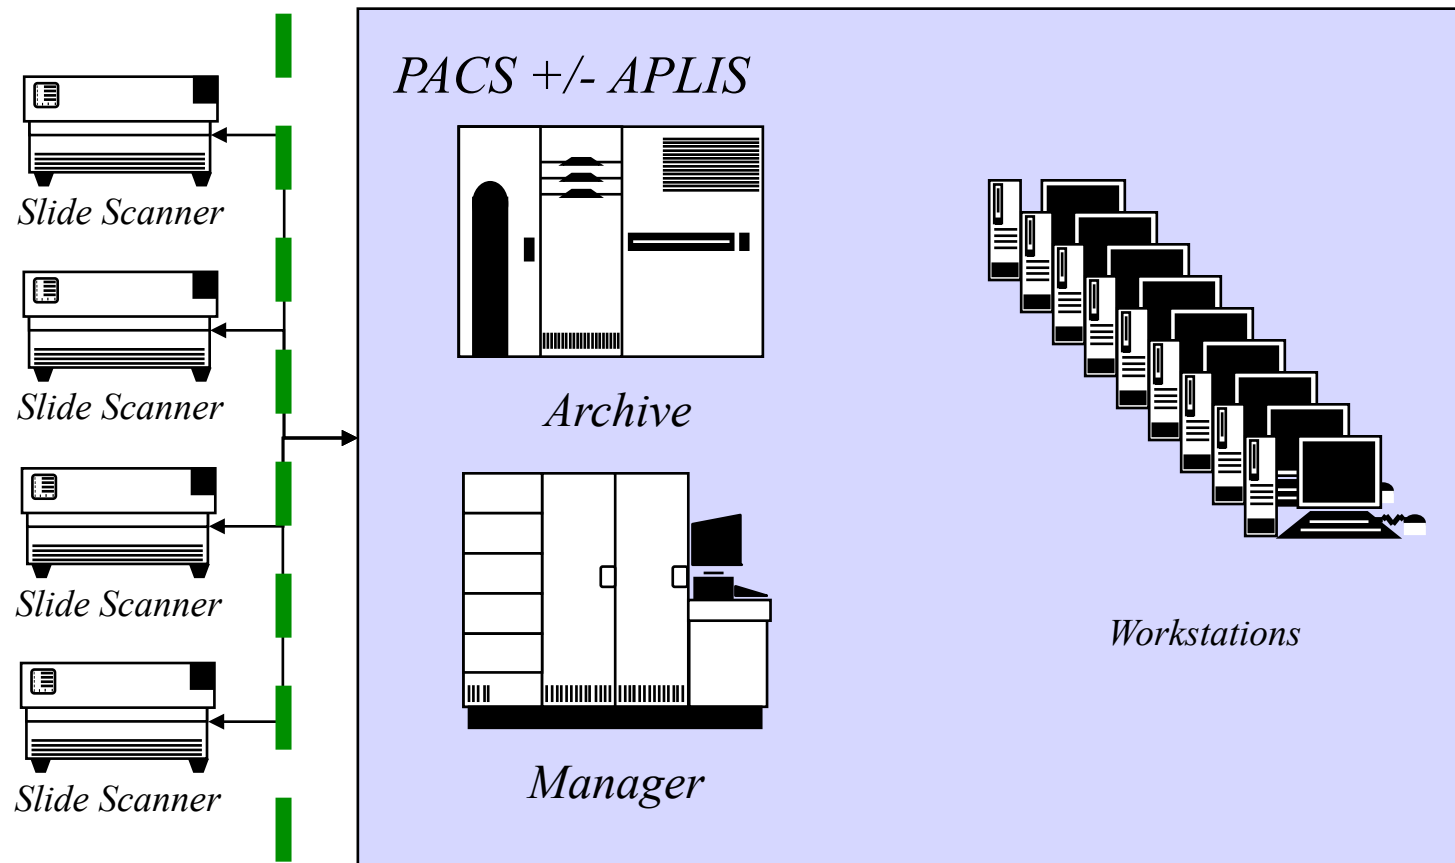 PACS +/- APLIS
Slide Scanner
Slide Scanner
Slide Scanner
Slide Scanner
Archive
Manager
Workstations